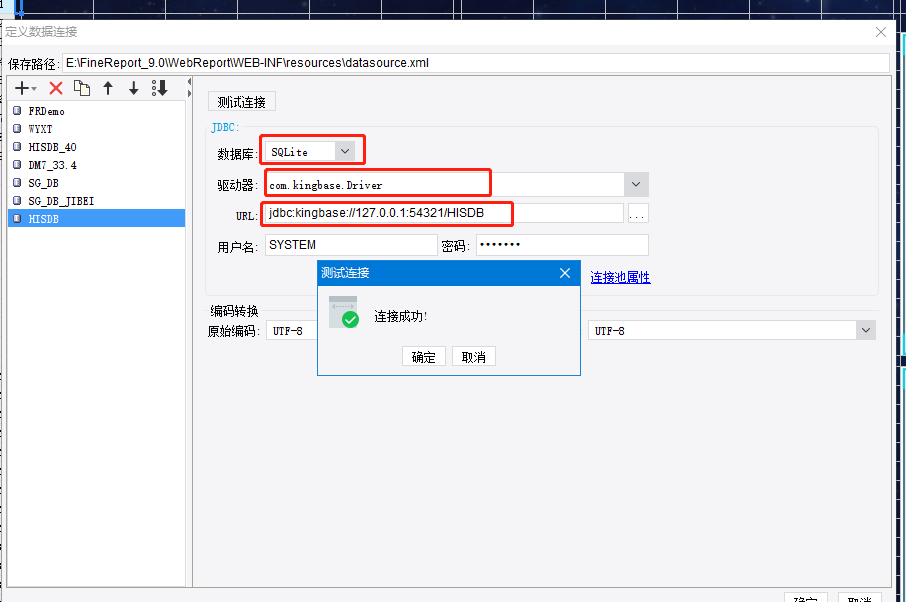 定义数据连接
保存路径: E:\FineReport_9.0\WebReport\WEB-INF\resources\datasource.xml
FRDemo
WYXT
HISDB_40
DM7_33.4
SG_DB
SG_DB_JIBEI
HISDB
测试连接
JDBC:
数据库: SQLite
驱动器: com.kingbase.Driver
URL: jdbc:kingbase://127.0.0.1:54321/HISDB ...
用户名: SYSTEM 密码: •••••••
连接池属性
测试连接
连接成功!
确定 取消
编码转换
原始编码: UTF-8 UTF-8
确定 取消